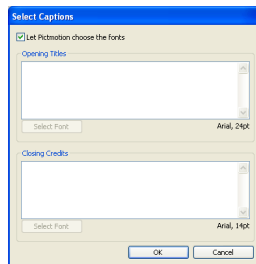 Select Captions
Let Pictmotion choose the fonts
Opening Titles
Select Font
Arial, 24pt
Closing Credits
Select Font
Arial, 14pt
OK
Cancel